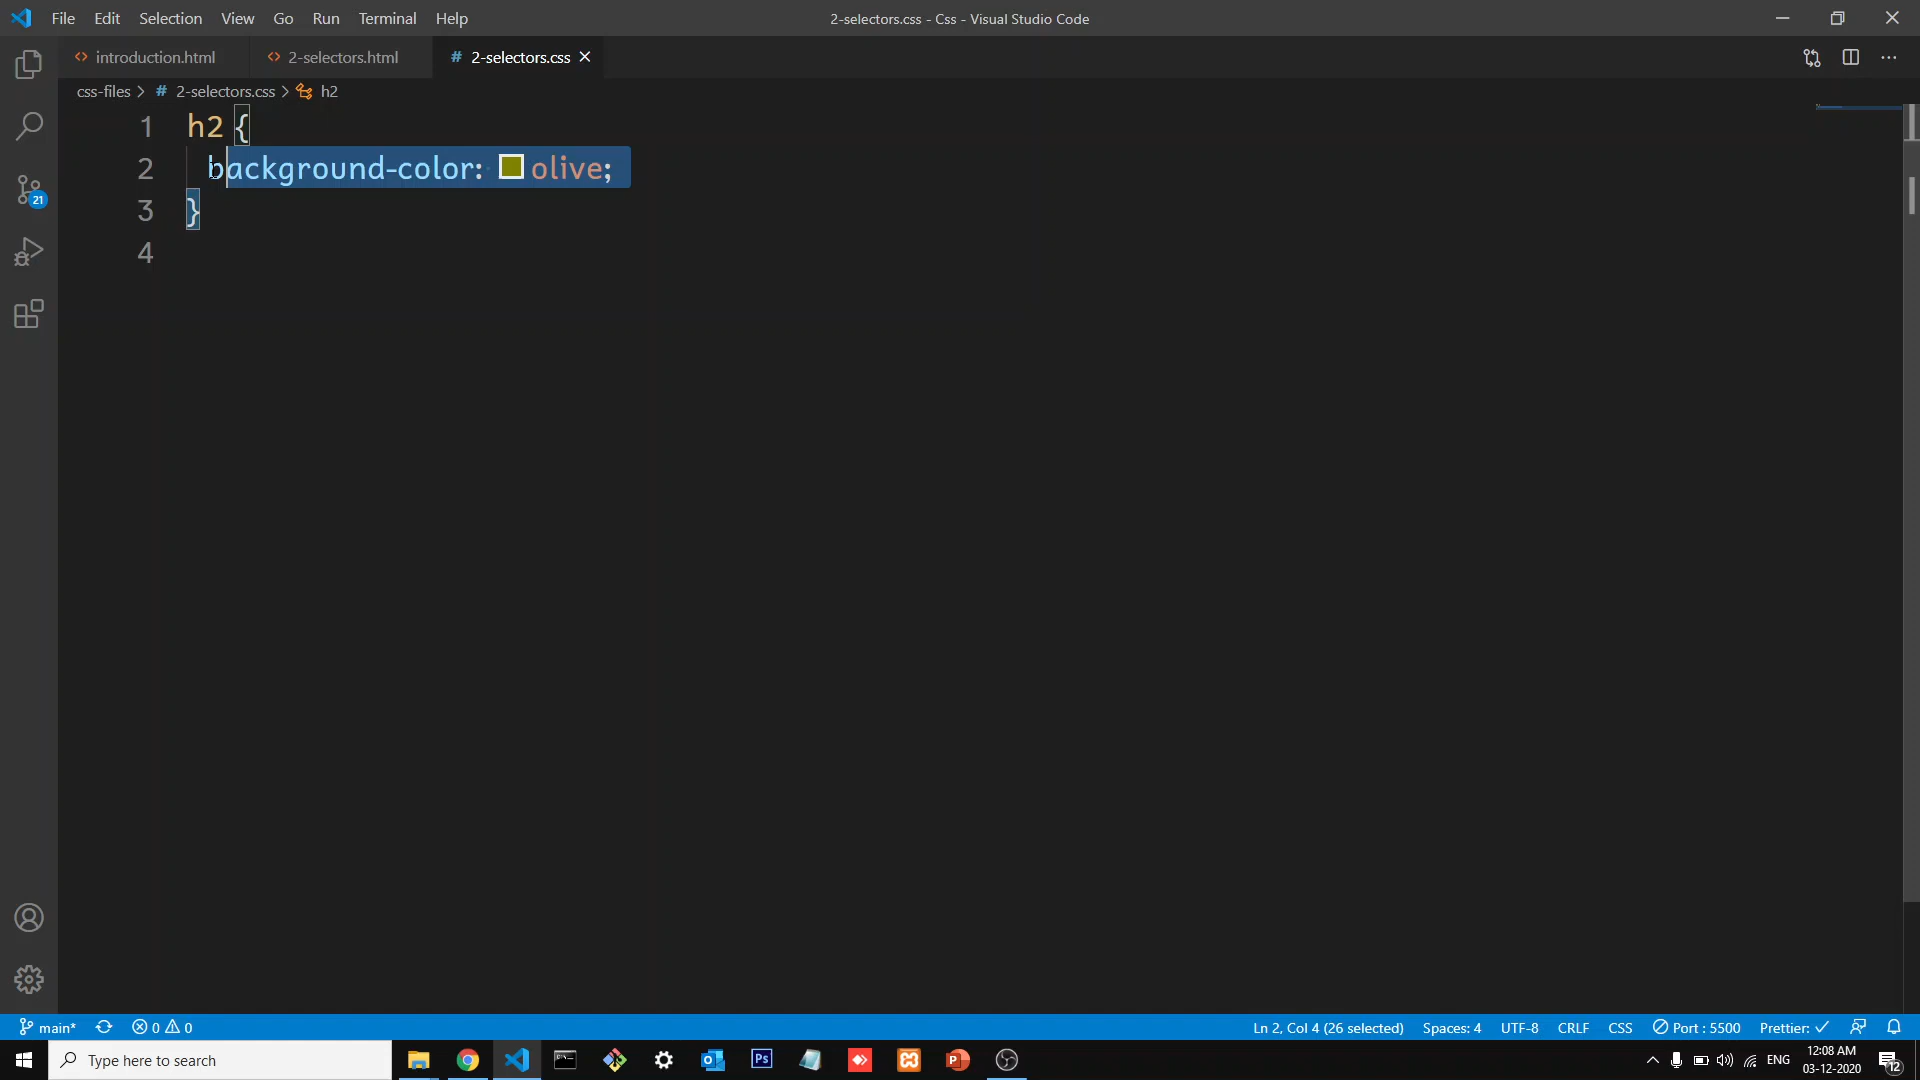 File Edit Selection View Go Run Terminal Help
2-selectors.css - Css - Visual Studio Code
introduction.html 2-selectors.html # 2-selectors.css
css-files > # 2-selectors.css > h2
1 h2 {
2 background-color: olive;
3 }
4
21
main* 0 0
Ln 2, Col 4 (26 selected) Spaces: 4 UTF-8 CRLF CSS Port : 5500 Prettier: ✓
Type here to search
Ps
ENG
12:08 AM
03-12-2020
12